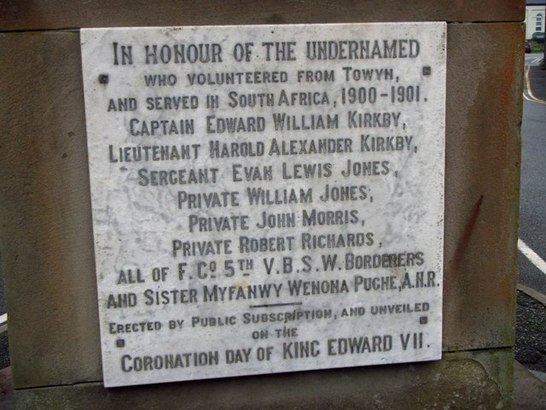 IN HONOUR OF THE UNDERNAMED
WHO VOLUNTEERED FROM TOWYN,
AND SERVED IN SOUTH AFRICA, 1900-1901.
CAPTAIN EDWARD WILLIAM KIRKBY,
LIEUTENANT HAROLD ALEXANDER KIRKBY,
SERGEANT EVAN LEWIS JONES,
PRIVATE WILLIAM JONES,
PRIVATE JOHN MORRIS,
PRIVATE ROBERT RICHARDS,
ALL OF F. CO. 5TH V.B.S.W. BORDERERS
AND SISTER MYFANWY WENONA PUGHE, A.N.R.
ERECTED BY PUBLIC SUBSCRIPTION, AND UNVEILED
ON THE
CORONATION DAY OF KING EDWARD VII.